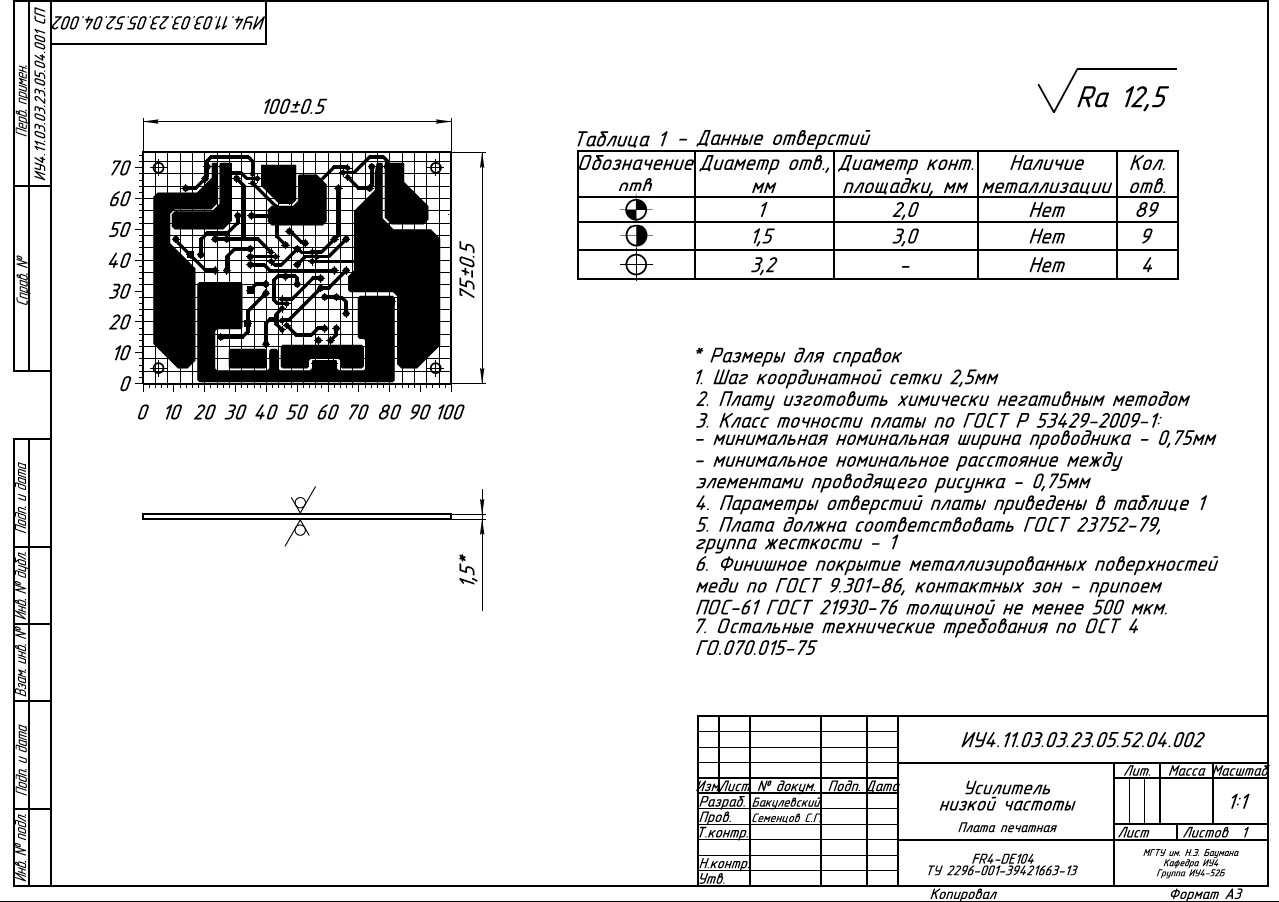 ИУ4.11.03.03.23.05.52.04.002
Перв. примен.
ИУ4.11.03.03.23.05.04.001 СП
Справ. №
Подп. и дата
Инв. № дубл.
Взам. инв. №
Подп. и дата
Инв. № подл.
100±0.5
75±0.5
70
60
50
40
30
20
10
0
0 10 20 30 40 50 60 70 80 90 100
1,5*
Ra 12,5
Таблица 1 - Данные отверстий
Обозначение Диаметр отв., Диаметр конт. Наличие Кол.
отв. мм площадки, мм металлизации отв.
1 2,0 Нет 89
1,5 3,0 Нет 9
3,2 - Нет 4
* Размеры для справок
1. Шаг координатной сетки 2,5мм
2. Плату изготовить химически негативным методом
3. Класс точности платы по ГОСТ Р 53429-2009-1:
- минимальная номинальная ширина проводника - 0,75мм
- минимальное номинальное расстояние между
элементами проводящего рисунка - 0,75мм
4. Параметры отверстий платы приведены в таблице 1
5. Плата должна соответствовать ГОСТ 23752-79,
группа жесткости - 1
6. Финишное покрытие металлизированных поверхностей
меди по ГОСТ 9.301-86, контактных зон - припоем
ПОС-61 ГОСТ 21930-76 толщиной не менее 500 мкм.
7. Остальные технические требования по ОСТ 4
ГО.070.015-75
ИУ4.11.03.03.23.05.52.04.002
Изм Лист № докум. Подп. Дата
Разраб. Бакулевский
Пров. Семенцов С.Г.
Т.контр.
Н.контр.
Утв.
Усилитель
низкой частоты
Плата печатная
Лит. Масса Масштаб
1:1
Лист Листов 1
FR4-DE104
ТУ 2296-001-39421663-13
МГТУ им. Н.Э. Баумана
Кафедра ИУ4
Группа ИУ4-52Б
Копировал Формат А3